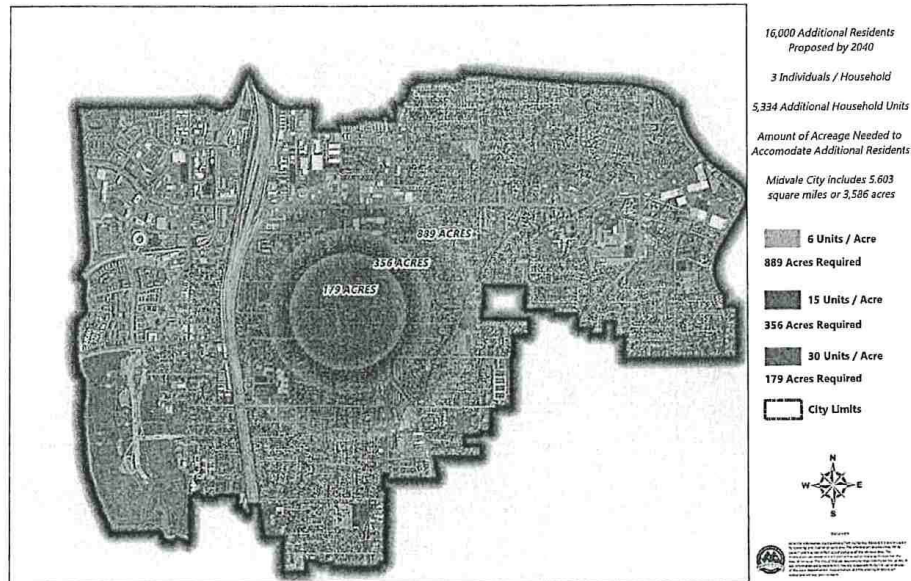 16,000 Additional Residents
Proposed by 2040
3 Individuals / Household
5,334 Additional Household Units
Amount of Acreage Needed to
Accomodate Additional Residents
Midvale City includes 5.603
square miles or 3,586 acres
889 ACRES
356 ACRES
179 ACRES
6 Units / Acre
889 Acres Required
15 Units / Acre
356 Acres Required
30 Units / Acre
179 Acres Required
City Limits
N
W E
S